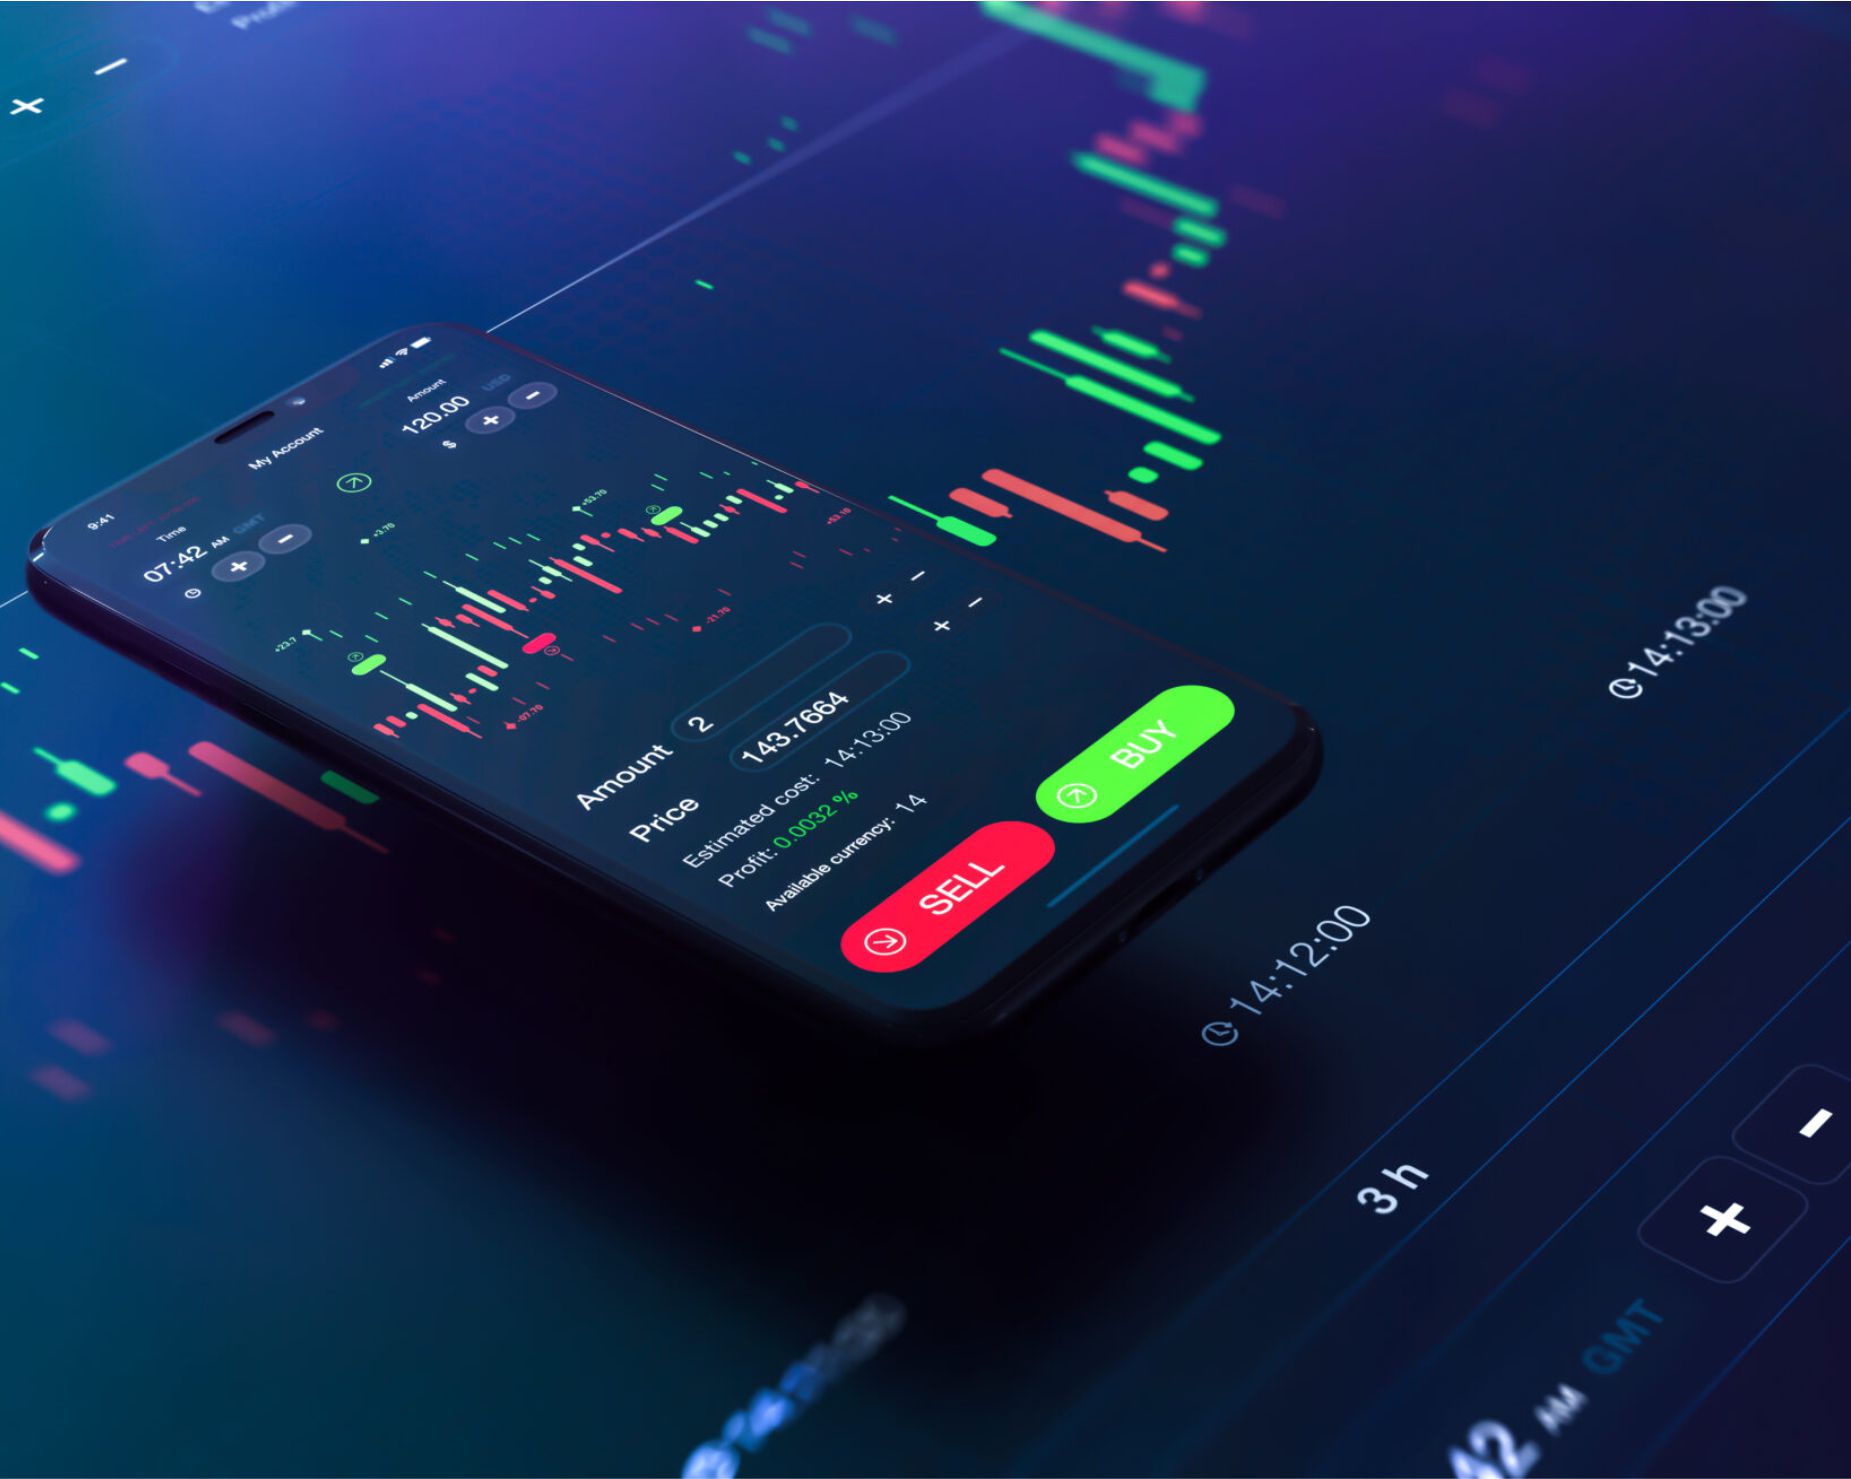 9:41
My Account
Time
07:42 AM GMT
Amount
120.00 USD
$
+23.7
+3.70
+53.70
+53.10
-21.70
-07.70
Amount 2
Price 143.7664
Estimated cost: 14:13:00
Profit: 0.0032 %
Available currency: 14
SELL
BUY
14:13:00
14:12:00
3 h
42 AM GMT